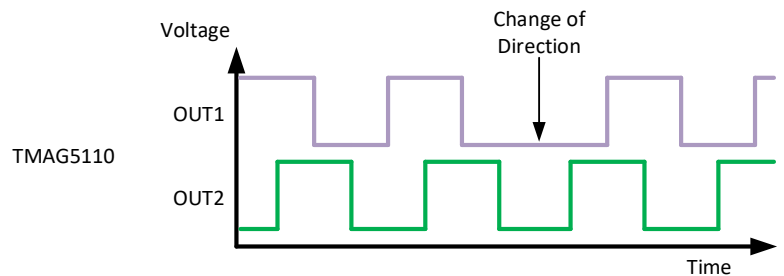 Voltage
Change of
Direction
OUT1
TMAG5110
OUT2
Time